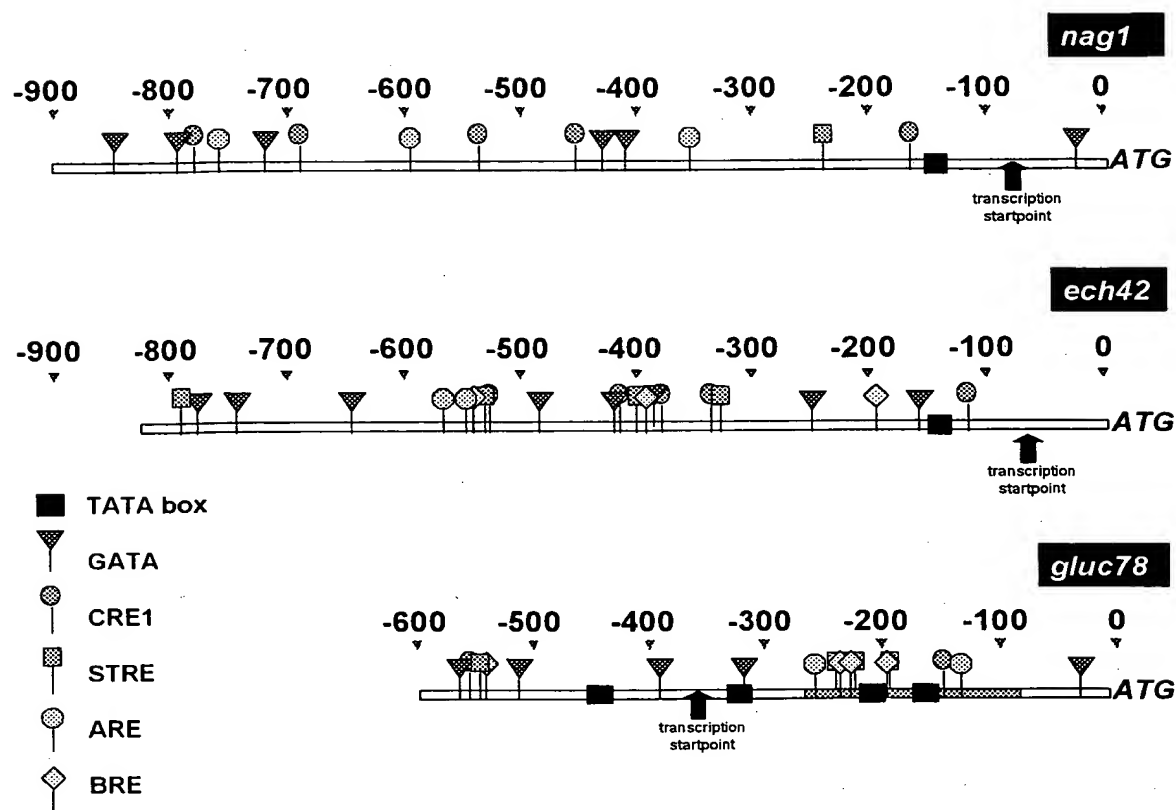 nag1
-900 -800 -700 -600 -500 -400 -300 -200 -100 0
ATG
transcription
startpoint
ech42
-900 -800 -700 -600 -500 -400 -300 -200 -100 0
ATG
transcription
startpoint
TATA box
GATA
CRE1
STRE
ARE
BRE
gluc78
-600 -500 -400 -300 -200 -100 0
ATG
transcription
startpoint